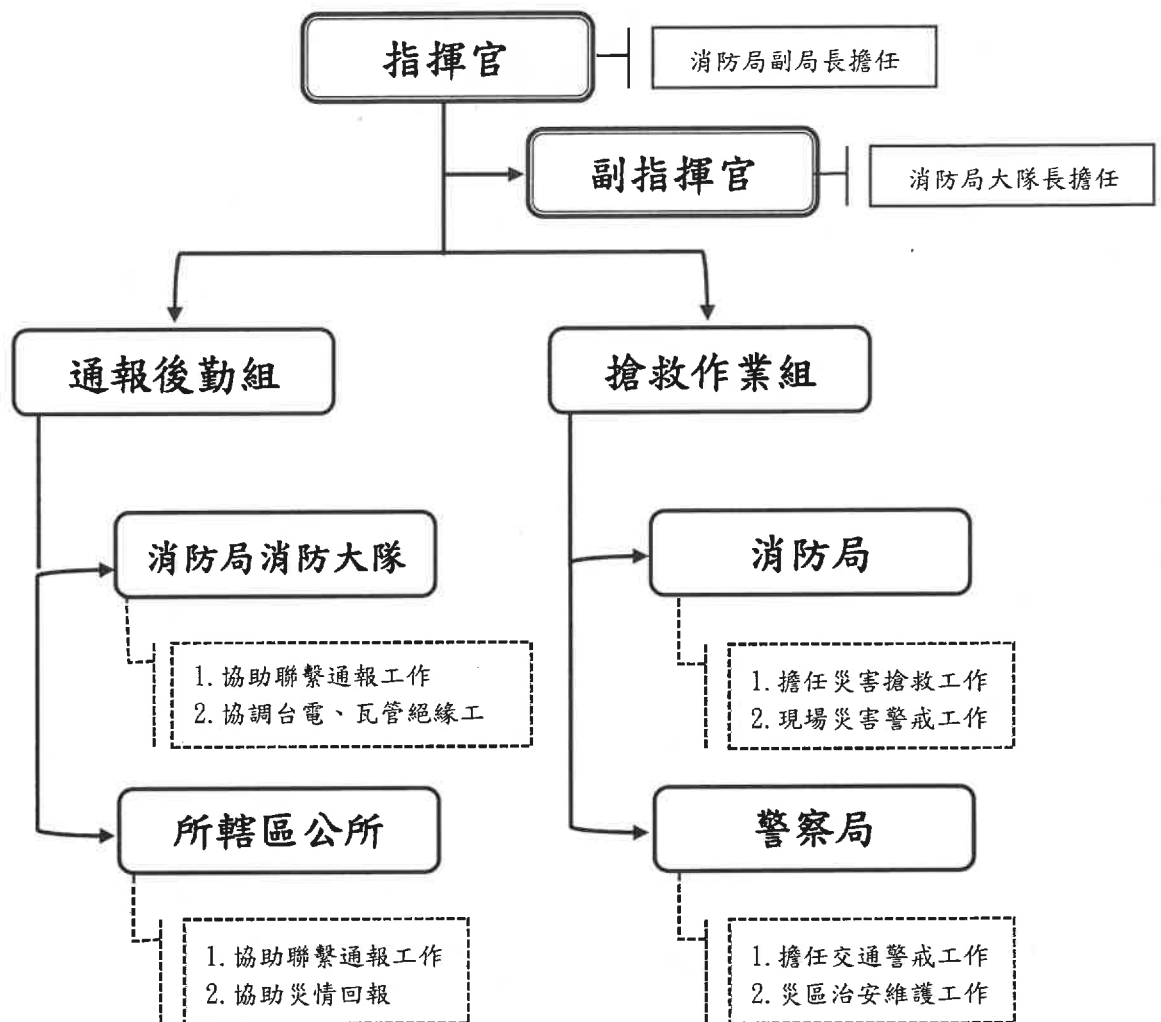 指揮官
消防局副局長擔任
副指揮官
消防局大隊長擔任
通報後勤組
搶救作業組
消防局消防大隊
消防局
1.協助聯繫通報工作
2.協調台電、瓦管絕緣工
1.擔任災害搶救工作
2.現場災害警戒工作
所轄區公所
警察局
1.協助聯繫通報工作
2.協助災情回報
1.擔任交通警戒工作
2.災區治安維護工作